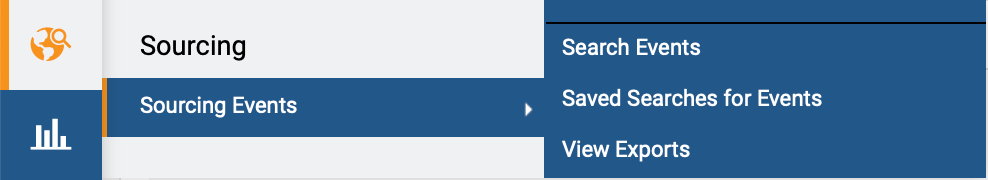 Sourcing
Sourcing Events
Search Events
Saved Searches for Events
View Exports